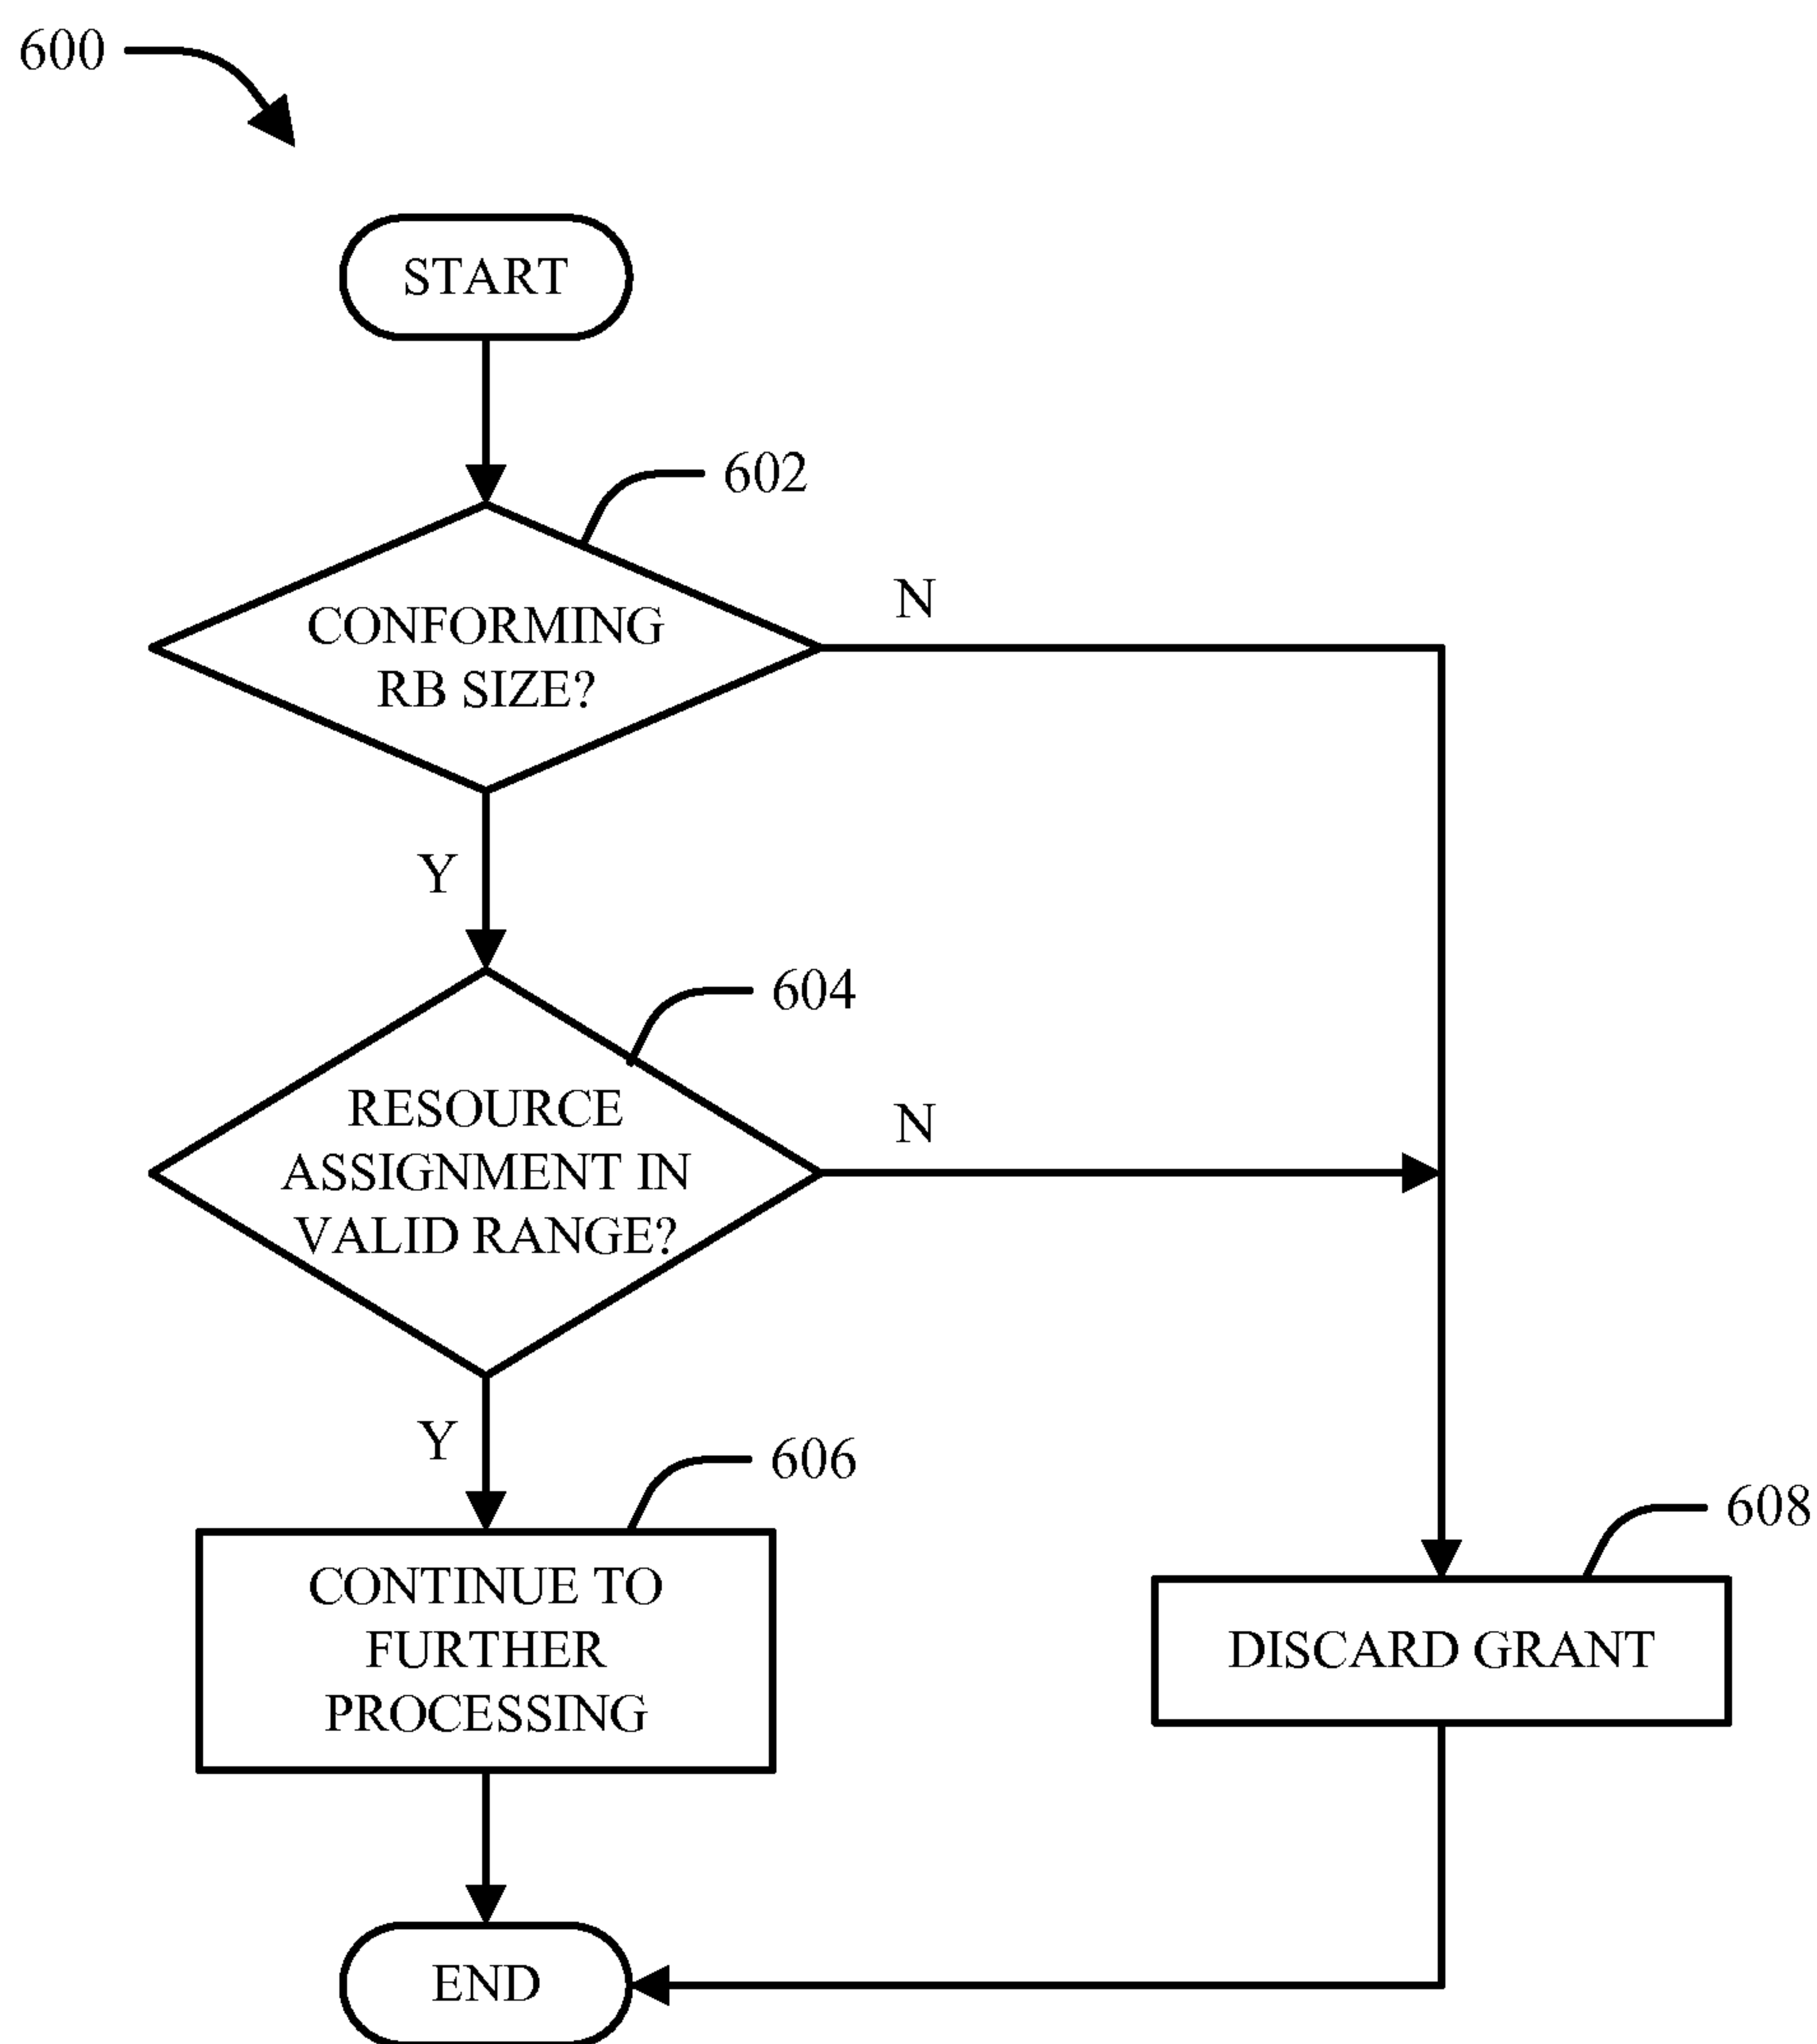 600
START
602
CONFORMING
RB SIZE?
N
Y
604
RESOURCE
ASSIGNMENT IN
VALID RANGE?
N
Y
606
CONTINUE TO
FURTHER
PROCESSING
608
DISCARD GRANT
END